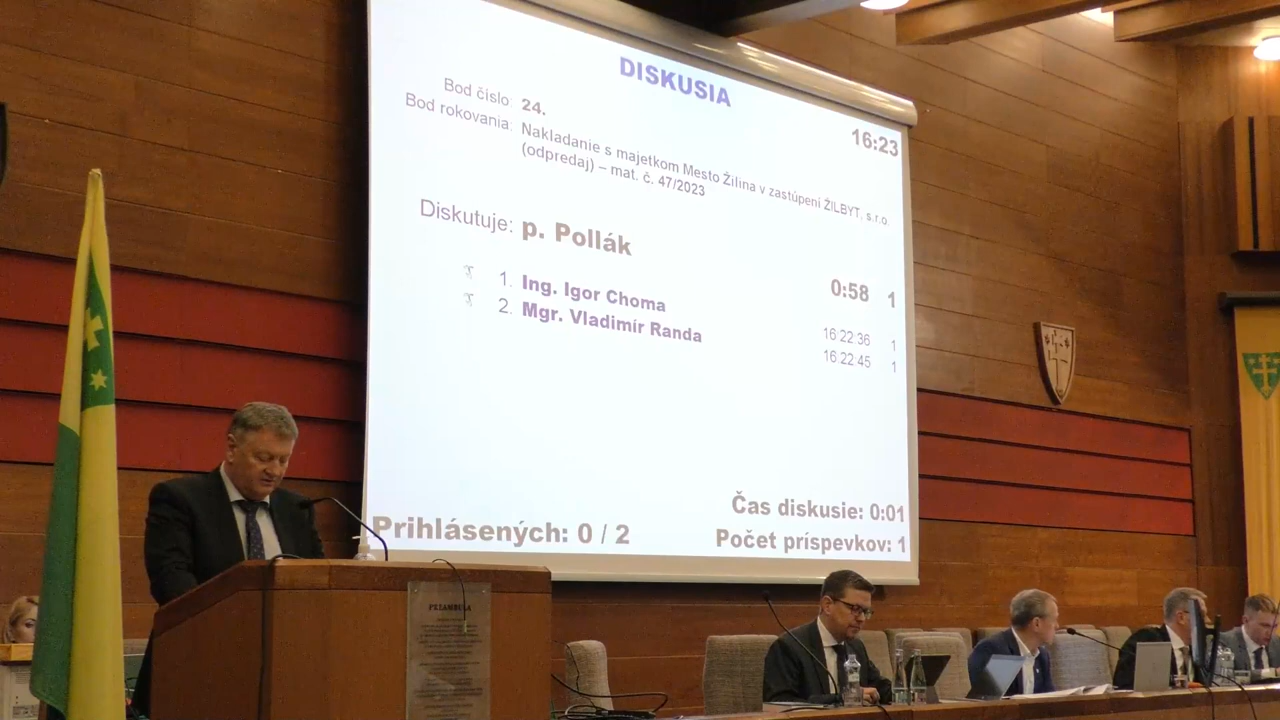 DISKUSIA
Bod číslo: 24.
16:23
Bod rokovania: Nakladanie s majetkom Mesto Žilina v zastúpení ŽILBYT, s.r.o.
(odpredaj) – mat. č. 47/2023
Diskutuje: p. Pollák
0:58 1
1. Ing. Igor Choma 16:22:36 1
2. Mgr. Vladimír Randa 16:22:45 1
Čas diskusie: 0:01
Prihlásených: 0 / 2
Počet príspevkov: 1
PREAMBULA